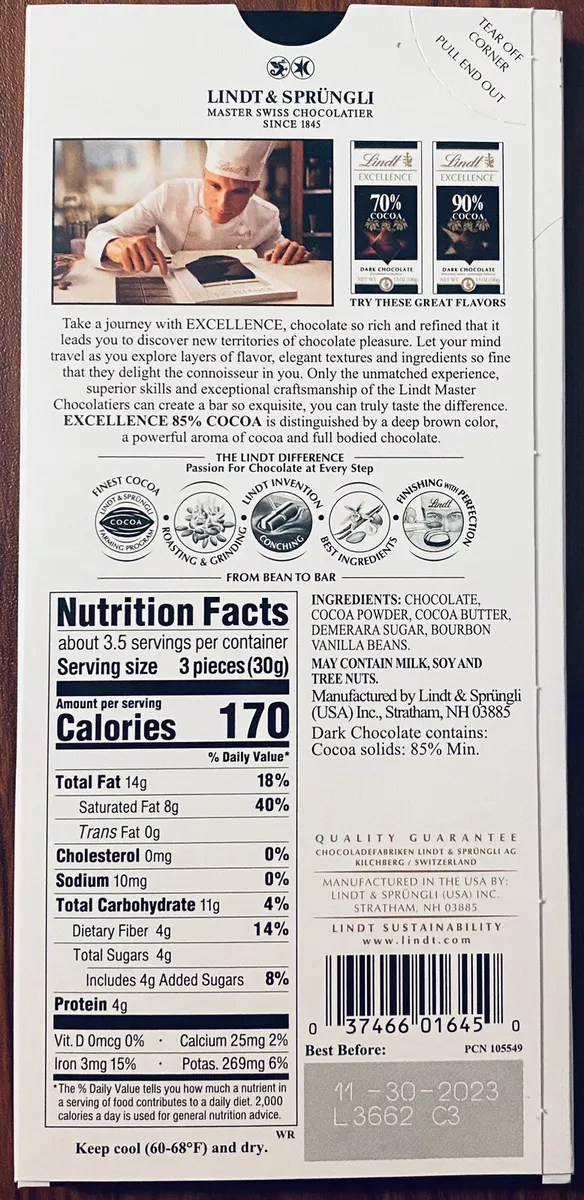 TEAR OFF
CORNER
PULL END OUT
LINDT & SPRÜNGLI
MASTER SWISS CHOCOLATIER
SINCE 1845
Lindt
EXCELLENCE
70%
COCOA
DARK CHOCOLATE
Lindt
EXCELLENCE
90%
COCOA
DARK CHOCOLATE
TRY THESE GREAT FLAVORS
Take a journey with EXCELLENCE, chocolate so rich and refined that it
leads you to discover new territories of chocolate pleasure. Let your mind
travel as you explore layers of flavor, elegant textures and ingredients so fine
that they delight the connoisseur in you. Only the unmatched experience,
superior skills and exceptional craftsmanship of the Lindt Master
Chocolatiers can create a bar so exquisite, you can truly taste the difference.
EXCELLENCE 85% COCOA is distinguished by a deep brown color,
a powerful aroma of cocoa and full bodied chocolate.
THE LINDT DIFFERENCE
Passion For Chocolate at Every Step
FINEST COCOA
LINDT & SPRÜNGLI
COCOA
FARMING PROGRAM
ROASTING & GRINDING
LINDT INVENTION
CONCHING
BEST INGREDIENTS
FINISHING WITH PERFECTION
Lindt
FROM BEAN TO BAR
Nutrition Facts
about 3.5 servings per container
Serving size 3 pieces (30g)
Amount per serving
Calories 170
% Daily Value*
Total Fat 14g 18%
Saturated Fat 8g 40%
Trans Fat 0g
Cholesterol 0mg 0%
Sodium 10mg 0%
Total Carbohydrate 11g 4%
Dietary Fiber 4g 14%
Total Sugars 4g
Includes 4g Added Sugars 8%
Protein 4g
Vit. D 0mcg 0% · Calcium 25mg 2%
Iron 3mg 15% · Potas. 269mg 6%
*The % Daily Value tells you how much a nutrient in
a serving of food contributes to a daily diet. 2,000
calories a day is used for general nutrition advice.
WR
Keep cool (60-68°F) and dry.
INGREDIENTS: CHOCOLATE,
COCOA POWDER, COCOA BUTTER,
DEMERARA SUGAR, BOURBON
VANILLA BEANS.
MAY CONTAIN MILK, SOY AND
TREE NUTS.
Manufactured by Lindt & Sprüngli
(USA) Inc., Stratham, NH 03885
Dark Chocolate contains:
Cocoa solids: 85% Min.
QUALITY GUARANTEE
CHOCOLADEFABRIKEN LINDT & SPRÜNGLI AG
KILCHBERG / SWITZERLAND
MANUFACTURED IN THE USA BY:
LINDT & SPRÜNGLI (USA) INC.
STRATHAM, NH 03885
LINDT SUSTAINABILITY
www.lindt.com
0 37466 01645 0
Best Before: PCN 105549
11-30-2023
L3662 C3